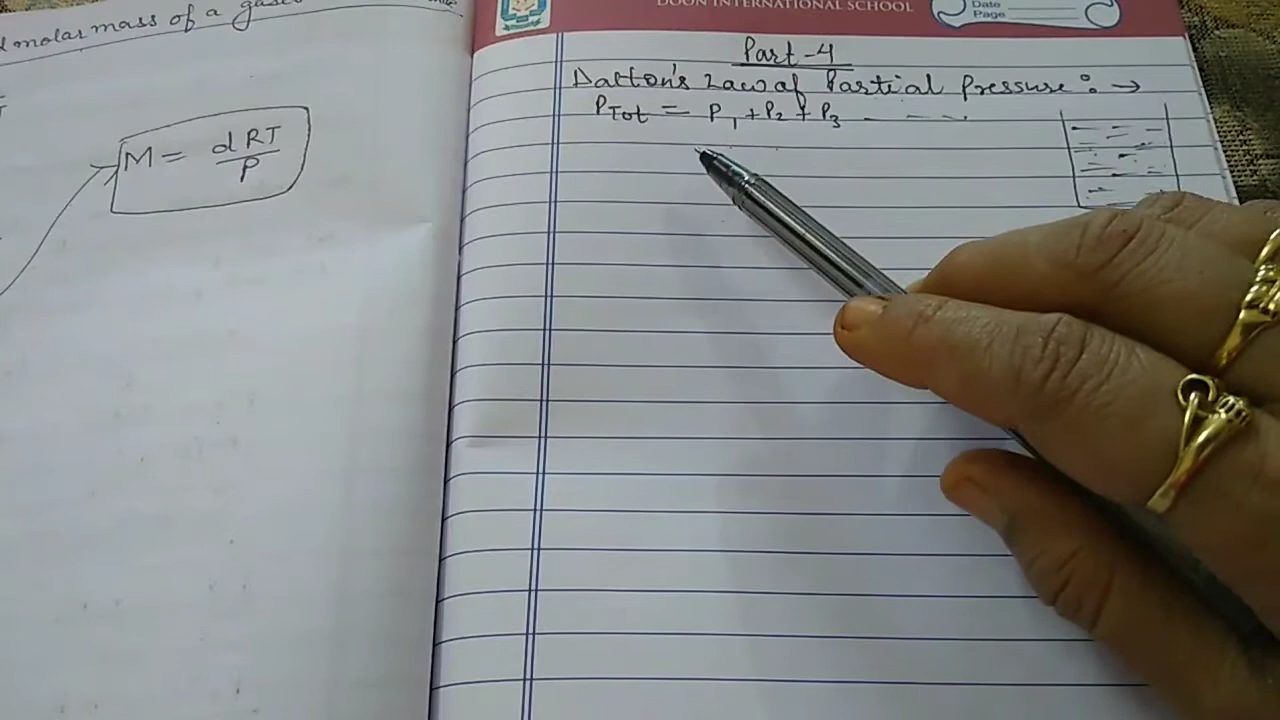 molar mass of a
M = dRT/P
DOON INTERNATIONAL SCHOOL
Date
Page
Part-4
Dalton's Law of Partial Pressure :→
PTot = P1 + P2 + P3 - - - -